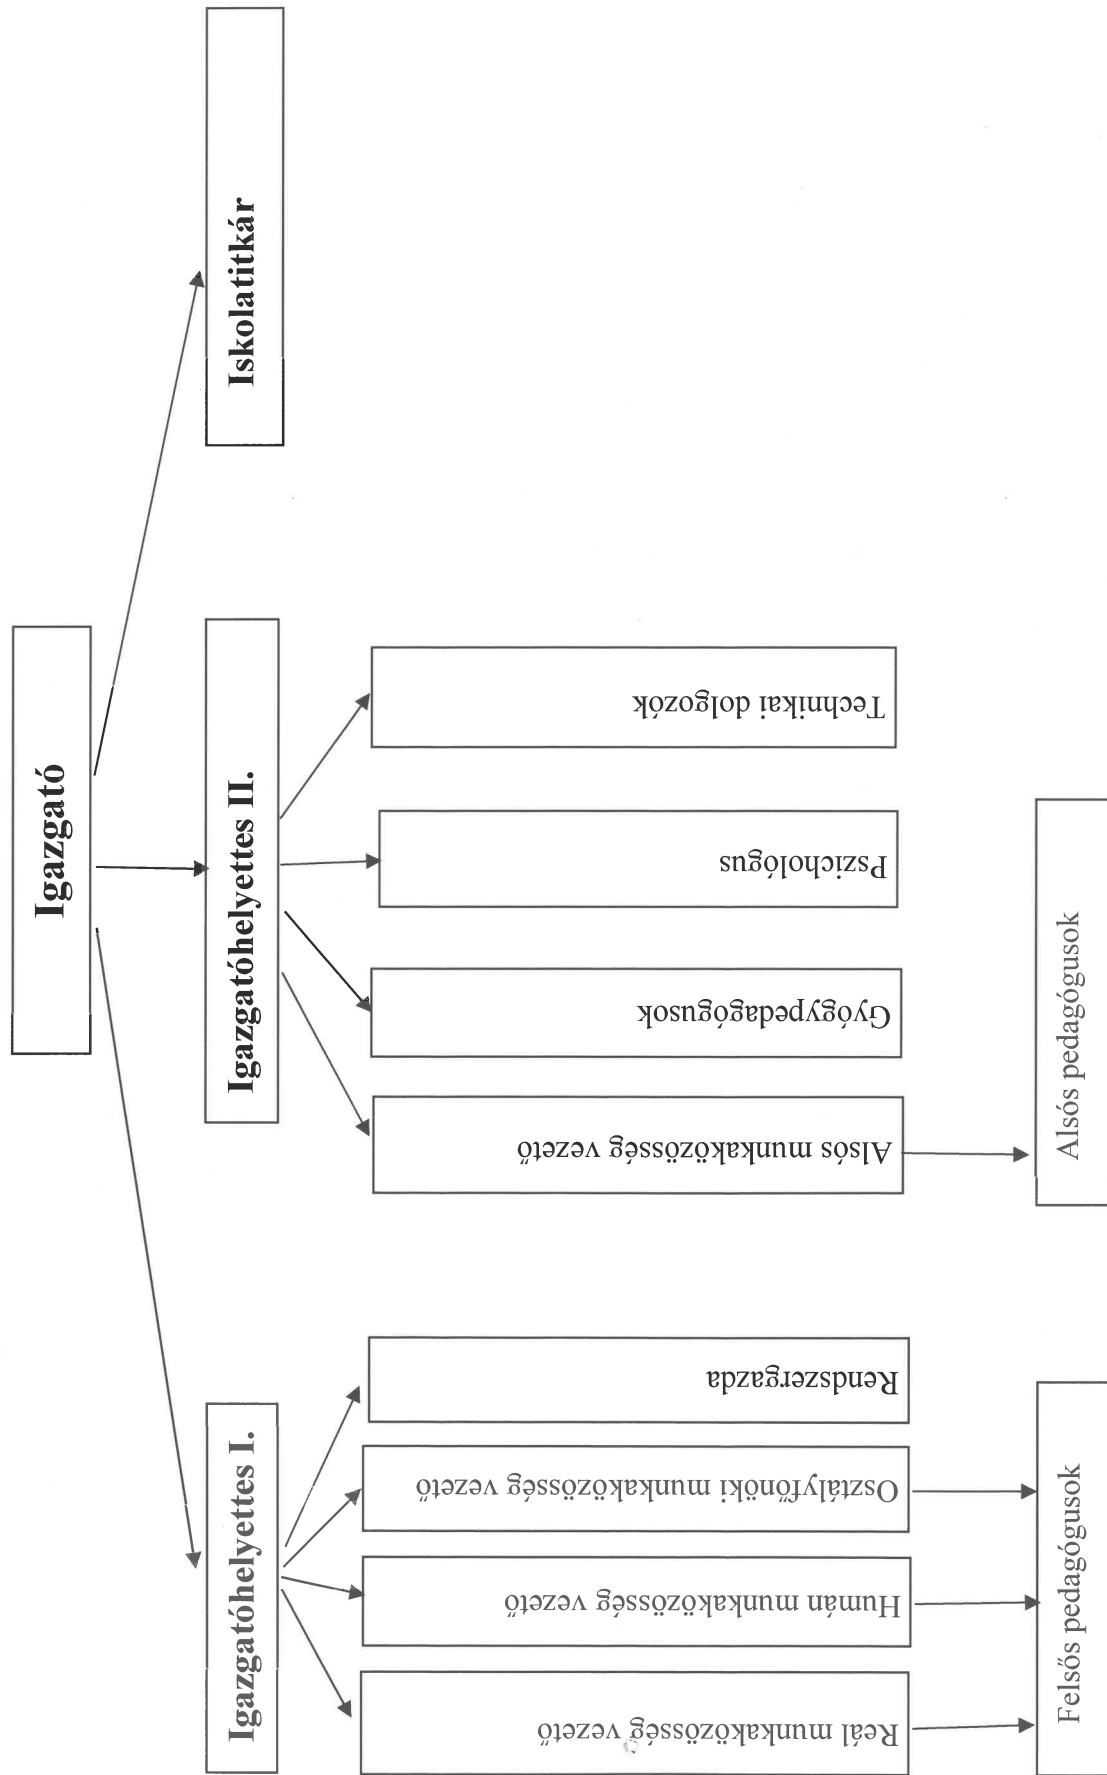 Igazgató
Igazgatóhelyettes I.
Igazgatóhelyettes II.
Iskolatitkár
Reál munkaközösség vezető
Humán munkaközösség vezető
Osztályfőnöki munkaközösség vezető
Rendszergazda
Alsós munkaközösség vezető
Gyógypedagógusok
Pszichológus
Technikai dolgozók
Felsős pedagógusok
Alsós pedagógusok